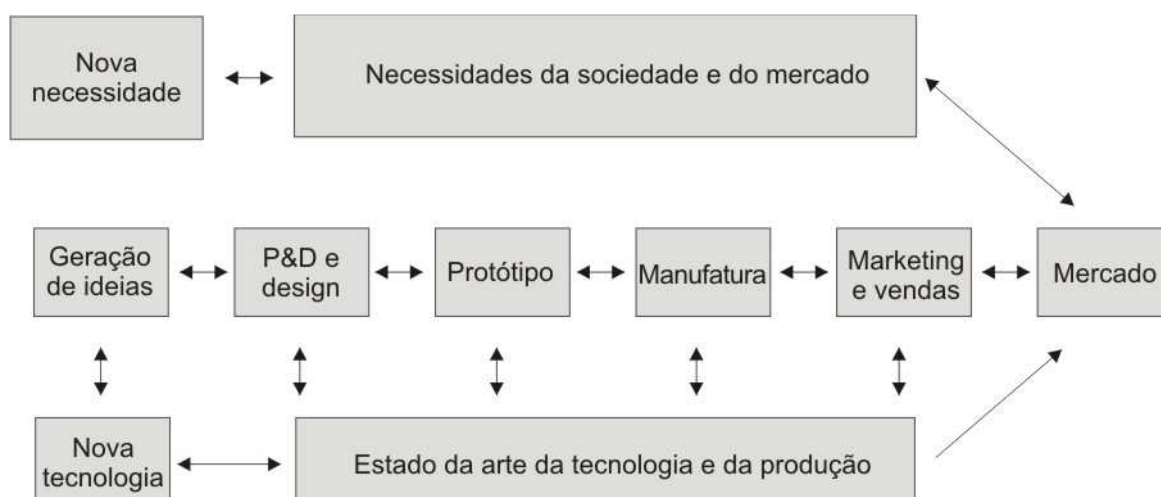 Nova
necessidade
Necessidades da sociedade e do mercado
Geração
de ideias
P&D e
design
Protótipo
Manufatura
Marketing
e vendas
Mercado
Nova
tecnologia
Estado da arte da tecnologia e da produção